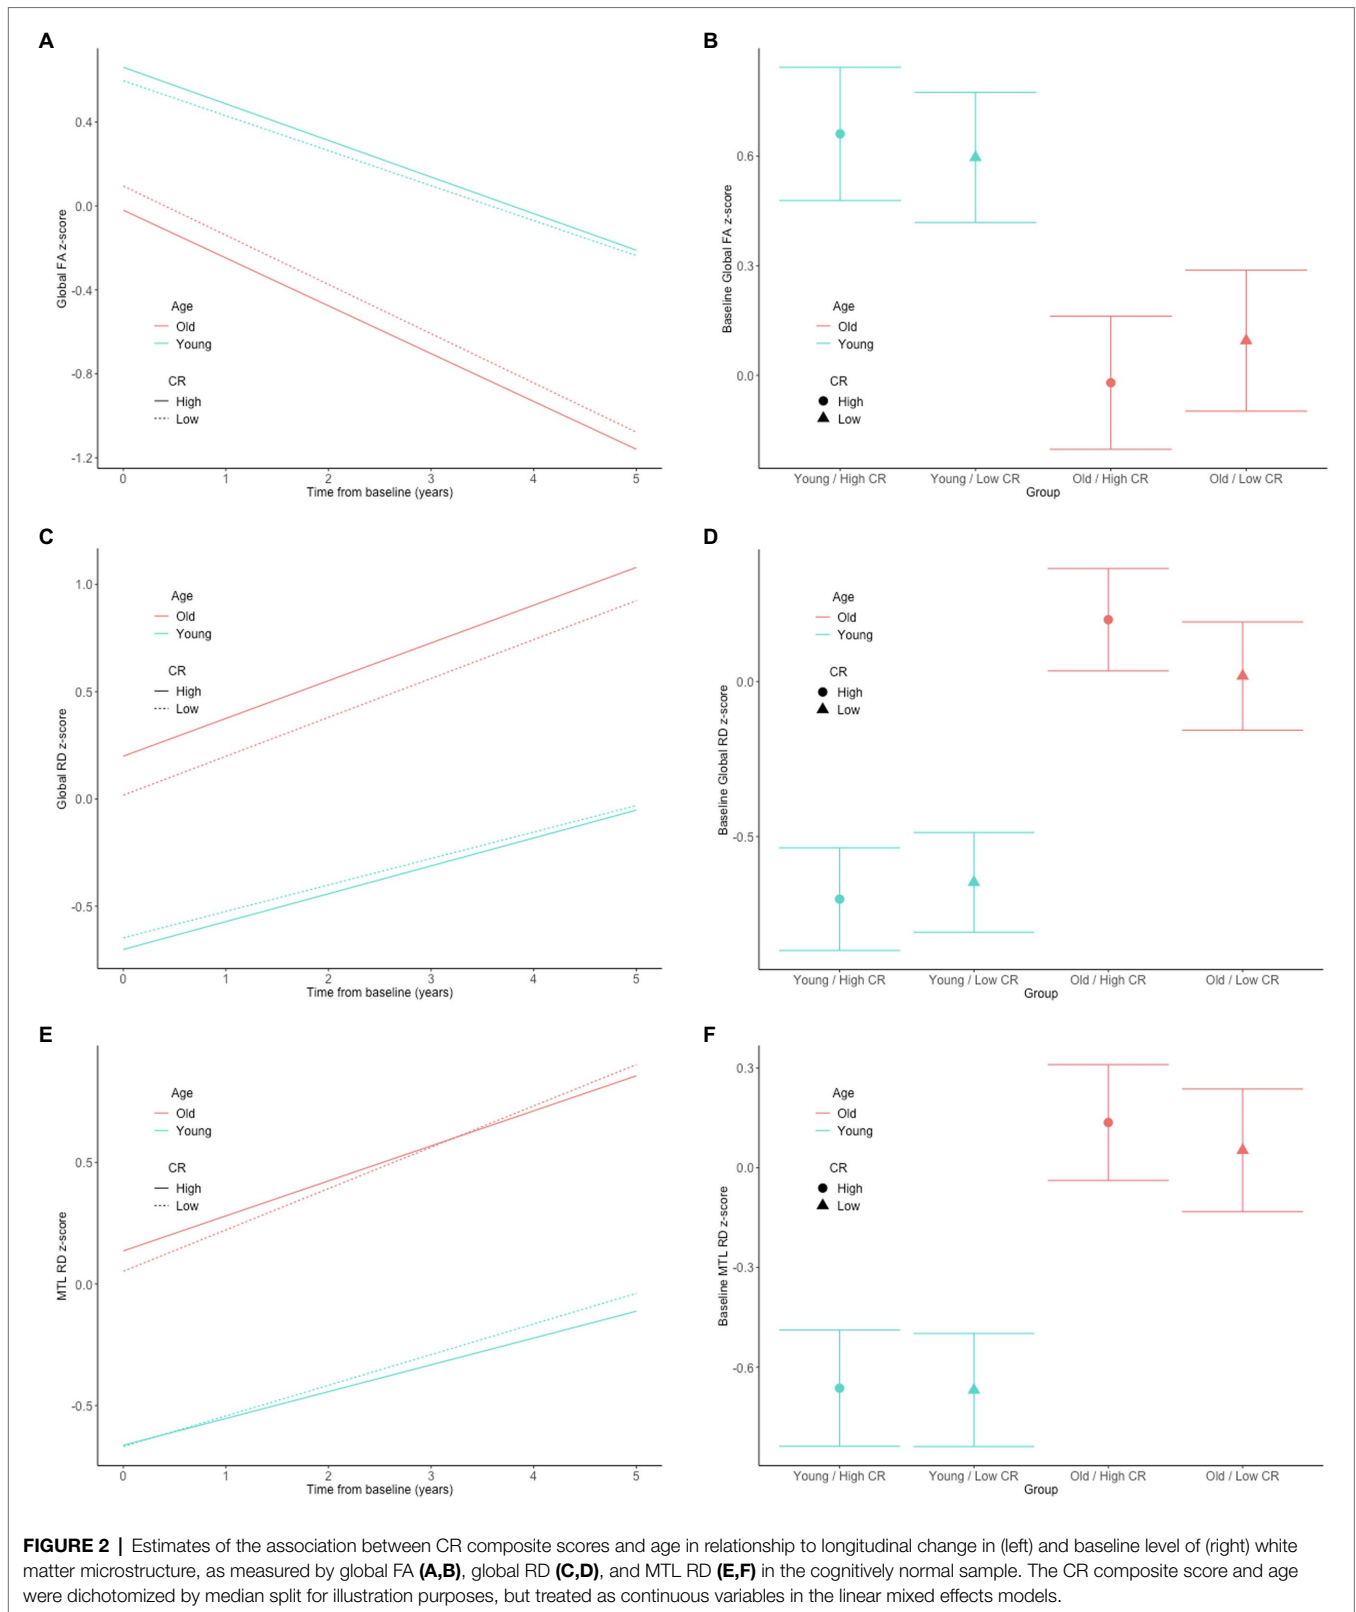 A
Global FA z-score
0.4
0.0
-0.4
-0.8
-1.2
Age
Old
Young
CR
High
Low
0 1 2 3 4 5
Time from baseline (years)
B
Baseline Global FA z-score
0.6
0.3
0.0
Age
Old
Young
CR
High
Low
Young / High CR Young / Low CR Old / High CR Old / Low CR
Group
C
Global RD z-score
1.0
0.5
0.0
-0.5
Age
Old
Young
CR
High
Low
0 1 2 3 4 5
Time from baseline (years)
D
Baseline Global RD z-score
0.0
-0.5
Age
Old
Young
CR
High
Low
Young / High CR Young / Low CR Old / High CR Old / Low CR
Group
E
MTL RD z-score
0.5
0.0
-0.5
Age
Old
Young
CR
High
Low
0 1 2 3 4 5
Time from baseline (years)
F
Baseline MTL RD z-score
0.3
0.0
-0.3
-0.6
Age
Old
Young
CR
High
Low
Young / High CR Young / Low CR Old / High CR Old / Low CR
Group
FIGURE 2 | Estimates of the association between CR composite scores and age in relationship to longitudinal change in (left) and baseline level of (right) white
matter microstructure, as measured by global FA (A,B), global RD (C,D), and MTL RD (E,F) in the cognitively normal sample. The CR composite score and age
were dichotomized by median split for illustration purposes, but treated as continuous variables in the linear mixed effects models.